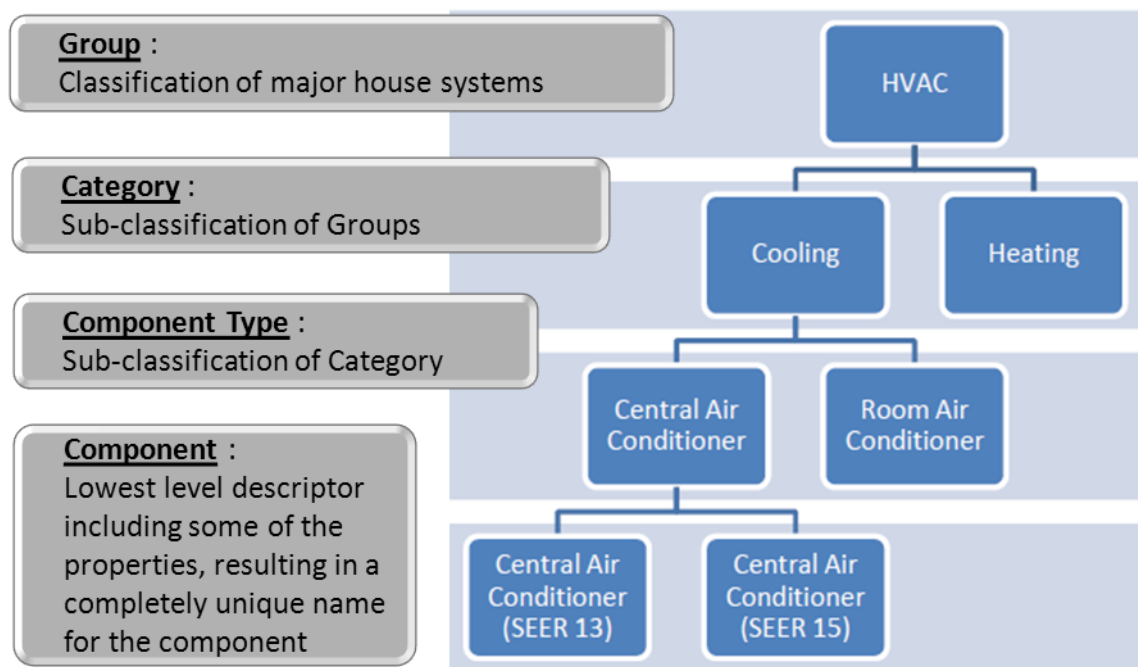 Group :
Classification of major house systems
HVAC
Category :
Sub-classification of Groups
Cooling
Heating
Component Type :
Sub-classification of Category
Central Air
Conditioner
Room Air
Conditioner
Component :
Lowest level descriptor
including some of the
properties, resulting in a
completely unique name
for the component
Central Air
Conditioner
(SEER 13)
Central Air
Conditioner
(SEER 15)